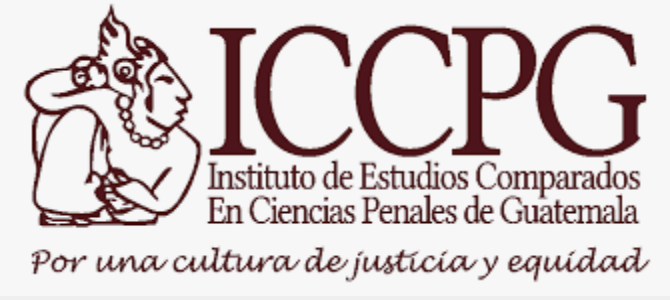 ICCPG
Instituto de Estudios Comparados
En Ciencias Penales de Guatemala
Por una cultura de justicia y equidad